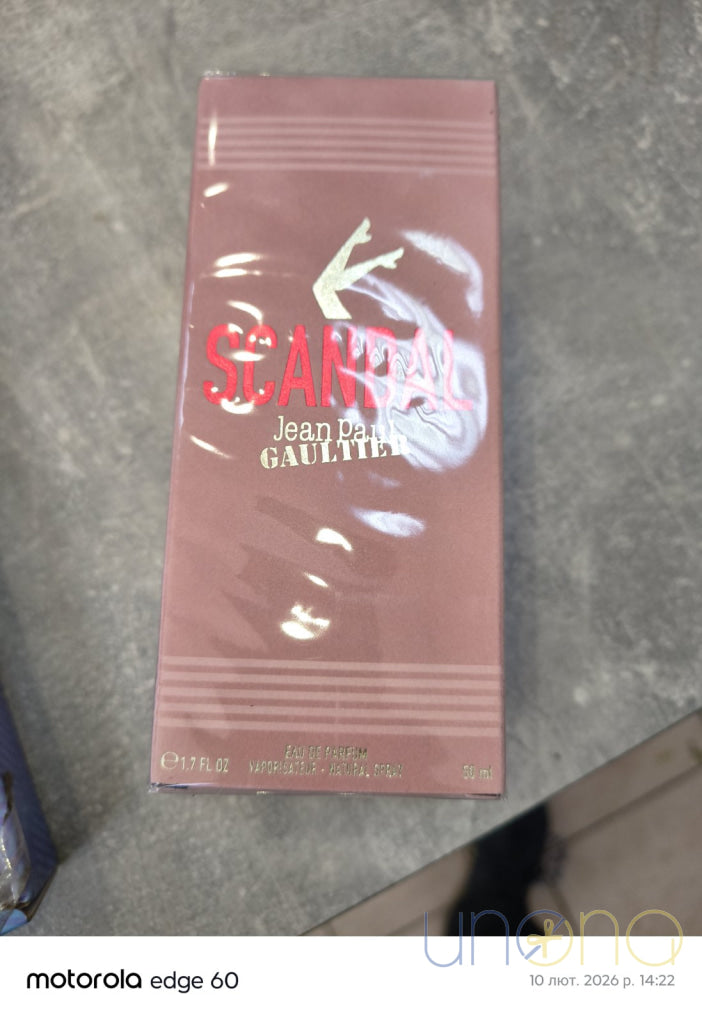 SCANDAL
Jean Paul
GAULTIER
EAU DE PARFUM
℮ 1.7 FL OZ VAPORISATEUR • NATURAL SPRAY 50 ml
unona
motorola edge 60
10 лют. 2026 р. 14:22